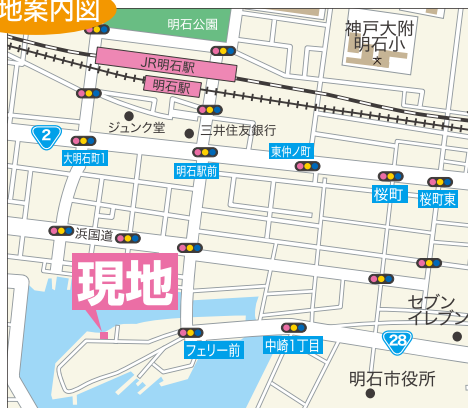 地案内図
明石公園
神戸大附
明石小
JR明石駅
明石駅
ジュンク堂
三井住友銀行
2
大明石町1
明石駅前
東仲ノ町
桜町
桜町東
浜国道
現地
セブン
イレブン
フェリー前
中崎1丁目
28
明石市役所